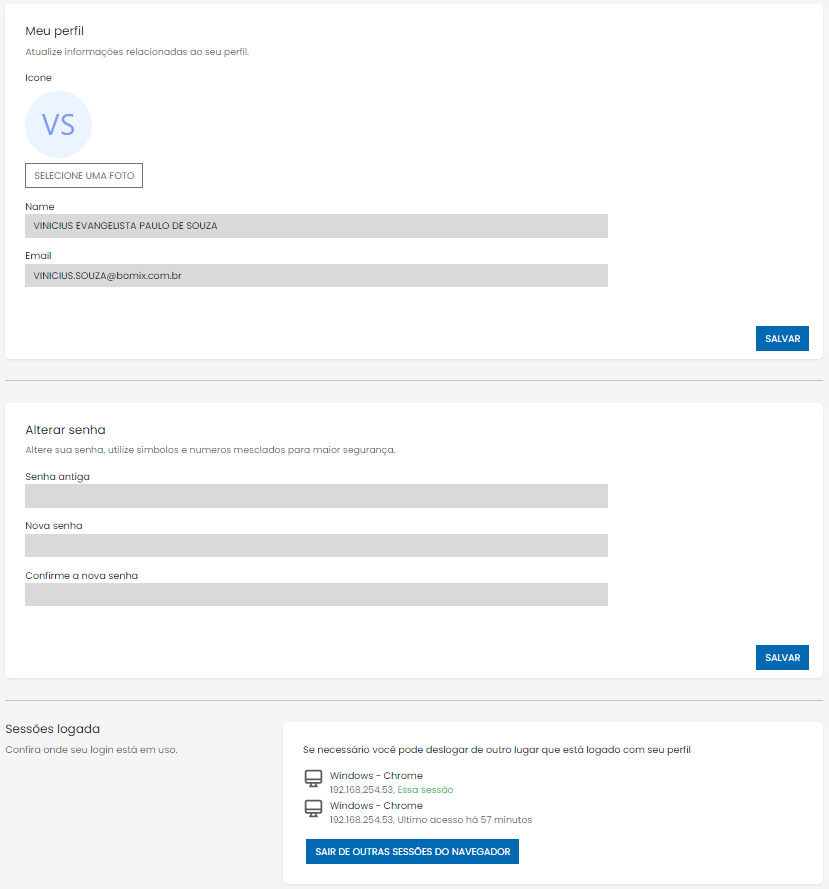 Meu perfil
Atualize informações relacionadas ao seu perfil.
Icone
VS
SELECIONE UMA FOTO
Name
VINICIUS EVANGELISTA PAULO DE SOUZA
Email
VINICIUS.SOUZA@bomix.com.br
SALVAR
Alterar senha
Altere sua senha, utilize simbolos e numeros mesclados para maior segurança.
Senha antiga
Nova senha
Confirme a nova senha
SALVAR
Sessões logada
Confira onde seu login está em uso.
Se necessário você pode deslogar de outro lugar que está logado com seu perfil
Windows - Chrome
192.168.254.53, Essa sessão
Windows - Chrome
192.168.254.53, Ultimo acesso há 57 minutos
SAIR DE OUTRAS SESSÕES DO NAVEGADOR